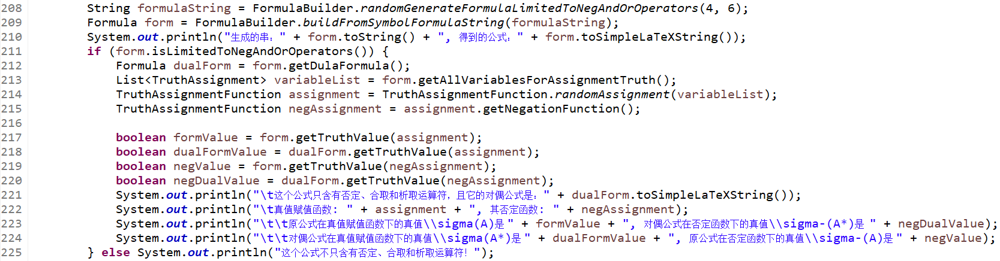 208 String formulaString = FormulaBuilder.randomGenerateFormulaLimitedToNegAndOrOperators(4, 6);
209 Formula form = FormulaBuilder.buildFromSymbolFormulaString(formulaString);
210 System.out.println("生成的串：" + form.toString() + ", 得到的公式：" + form.toSimpleLaTeXString());
211 if (form.isLimitedToNegAndOrOperators()) {
212 Formula dualForm = form.getDulaFormula();
213 List<TruthAssignment> variableList = form.getAllVariablesForAssignmentTruth();
214 TruthAssignmentFunction assignment = TruthAssignmentFunction.randomAssignment(variableList);
215 TruthAssignmentFunction negAssignment = assignment.getNegationFunction();
216
217 boolean formValue = form.getTruthValue(assignment);
218 boolean dualFormValue = dualForm.getTruthValue(assignment);
219 boolean negValue = form.getTruthValue(negAssignment);
220 boolean negDualValue = dualForm.getTruthValue(negAssignment);
221 System.out.println("\t这个公式只含有否定、合取和析取运算符，且它的对偶公式是：" + dualForm.toSimpleLaTeXString());
222 System.out.println("\t真值赋值函数: " + assignment + ", 其否定函数: " + negAssignment);
223 System.out.println("\t\t原公式在真值赋值函数下的真值\\sigma(A)是 " + formValue + ", 对偶公式在否定函数下的真值\\sigma-(A*)是 " + negDualValue);
224 System.out.println("\t\t对偶公式在真值赋值函数下的真值\\sigma(A*)是 " + dualFormValue + ", 原公式在否定函数下的真值\\sigma-(A)是 " + negValue);
225 } else System.out.println("这个公式不只含有否定、合取和析取运算符！");